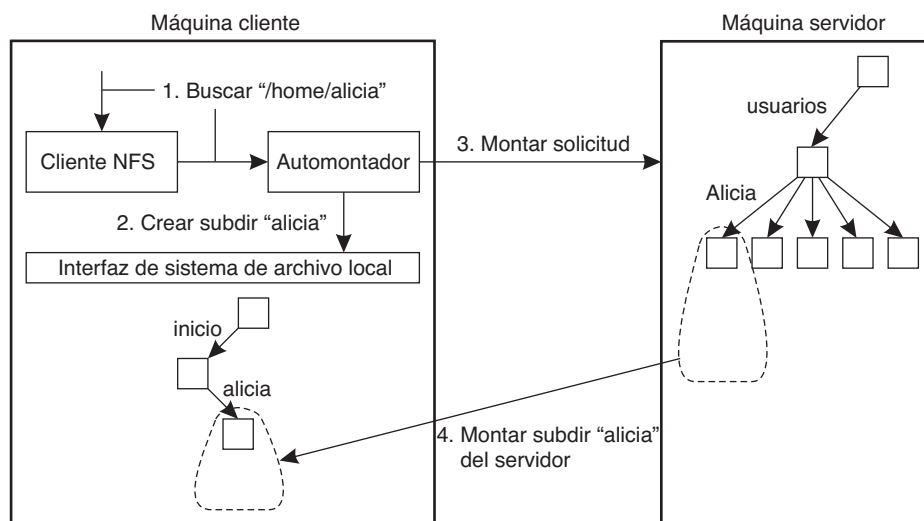 Máquina cliente
Máquina servidor
1. Buscar “/home/alicia”
Cliente NFS
Automontador
3. Montar solicitud
2. Crear subdir “alicia”
Interfaz de sistema de archivo local
inicio
alicia
usuarios
Alicia
4. Montar subdir “alicia”
del servidor